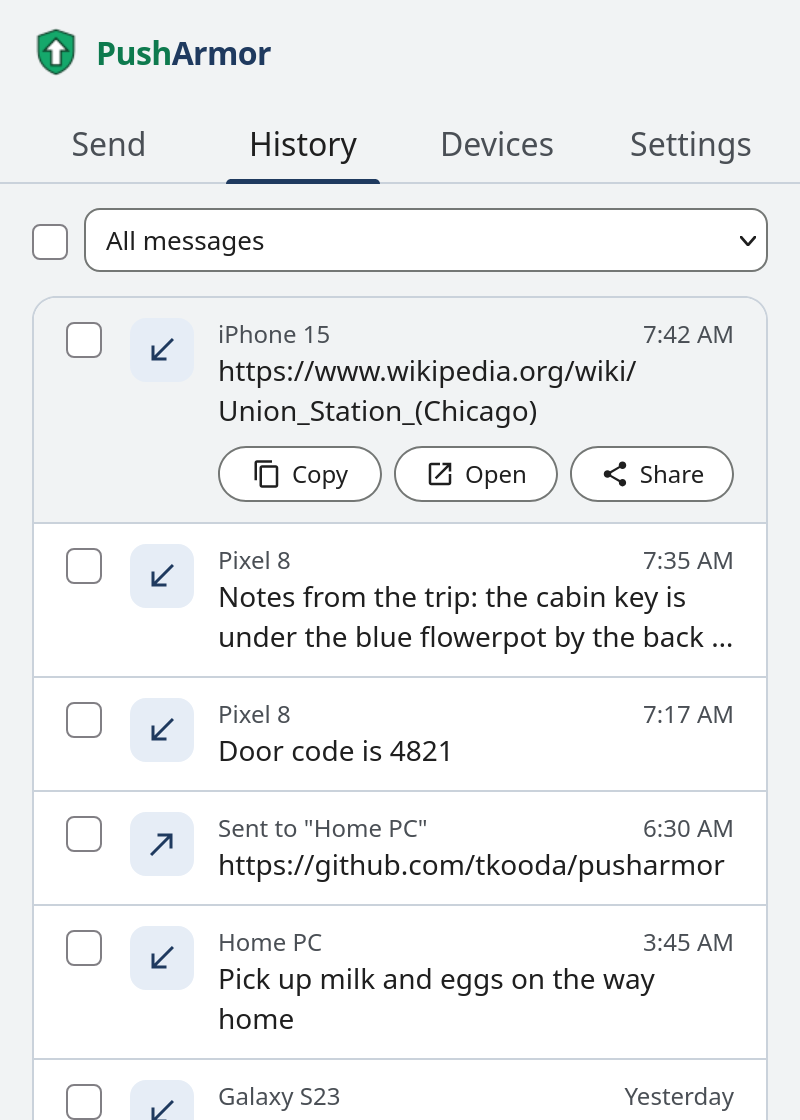 PushArmor
Send History Devices Settings
All messages
iPhone 15 7:42 AM
https://www.wikipedia.org/wiki/
Union_Station_(Chicago)
Copy Open Share
Pixel 8 7:35 AM
Notes from the trip: the cabin key is
under the blue flowerpot by the back ...
Pixel 8 7:17 AM
Door code is 4821
Sent to "Home PC" 6:30 AM
https://github.com/tkooda/pusharmor
Home PC 3:45 AM
Pick up milk and eggs on the way
home
Galaxy S23 Yesterday